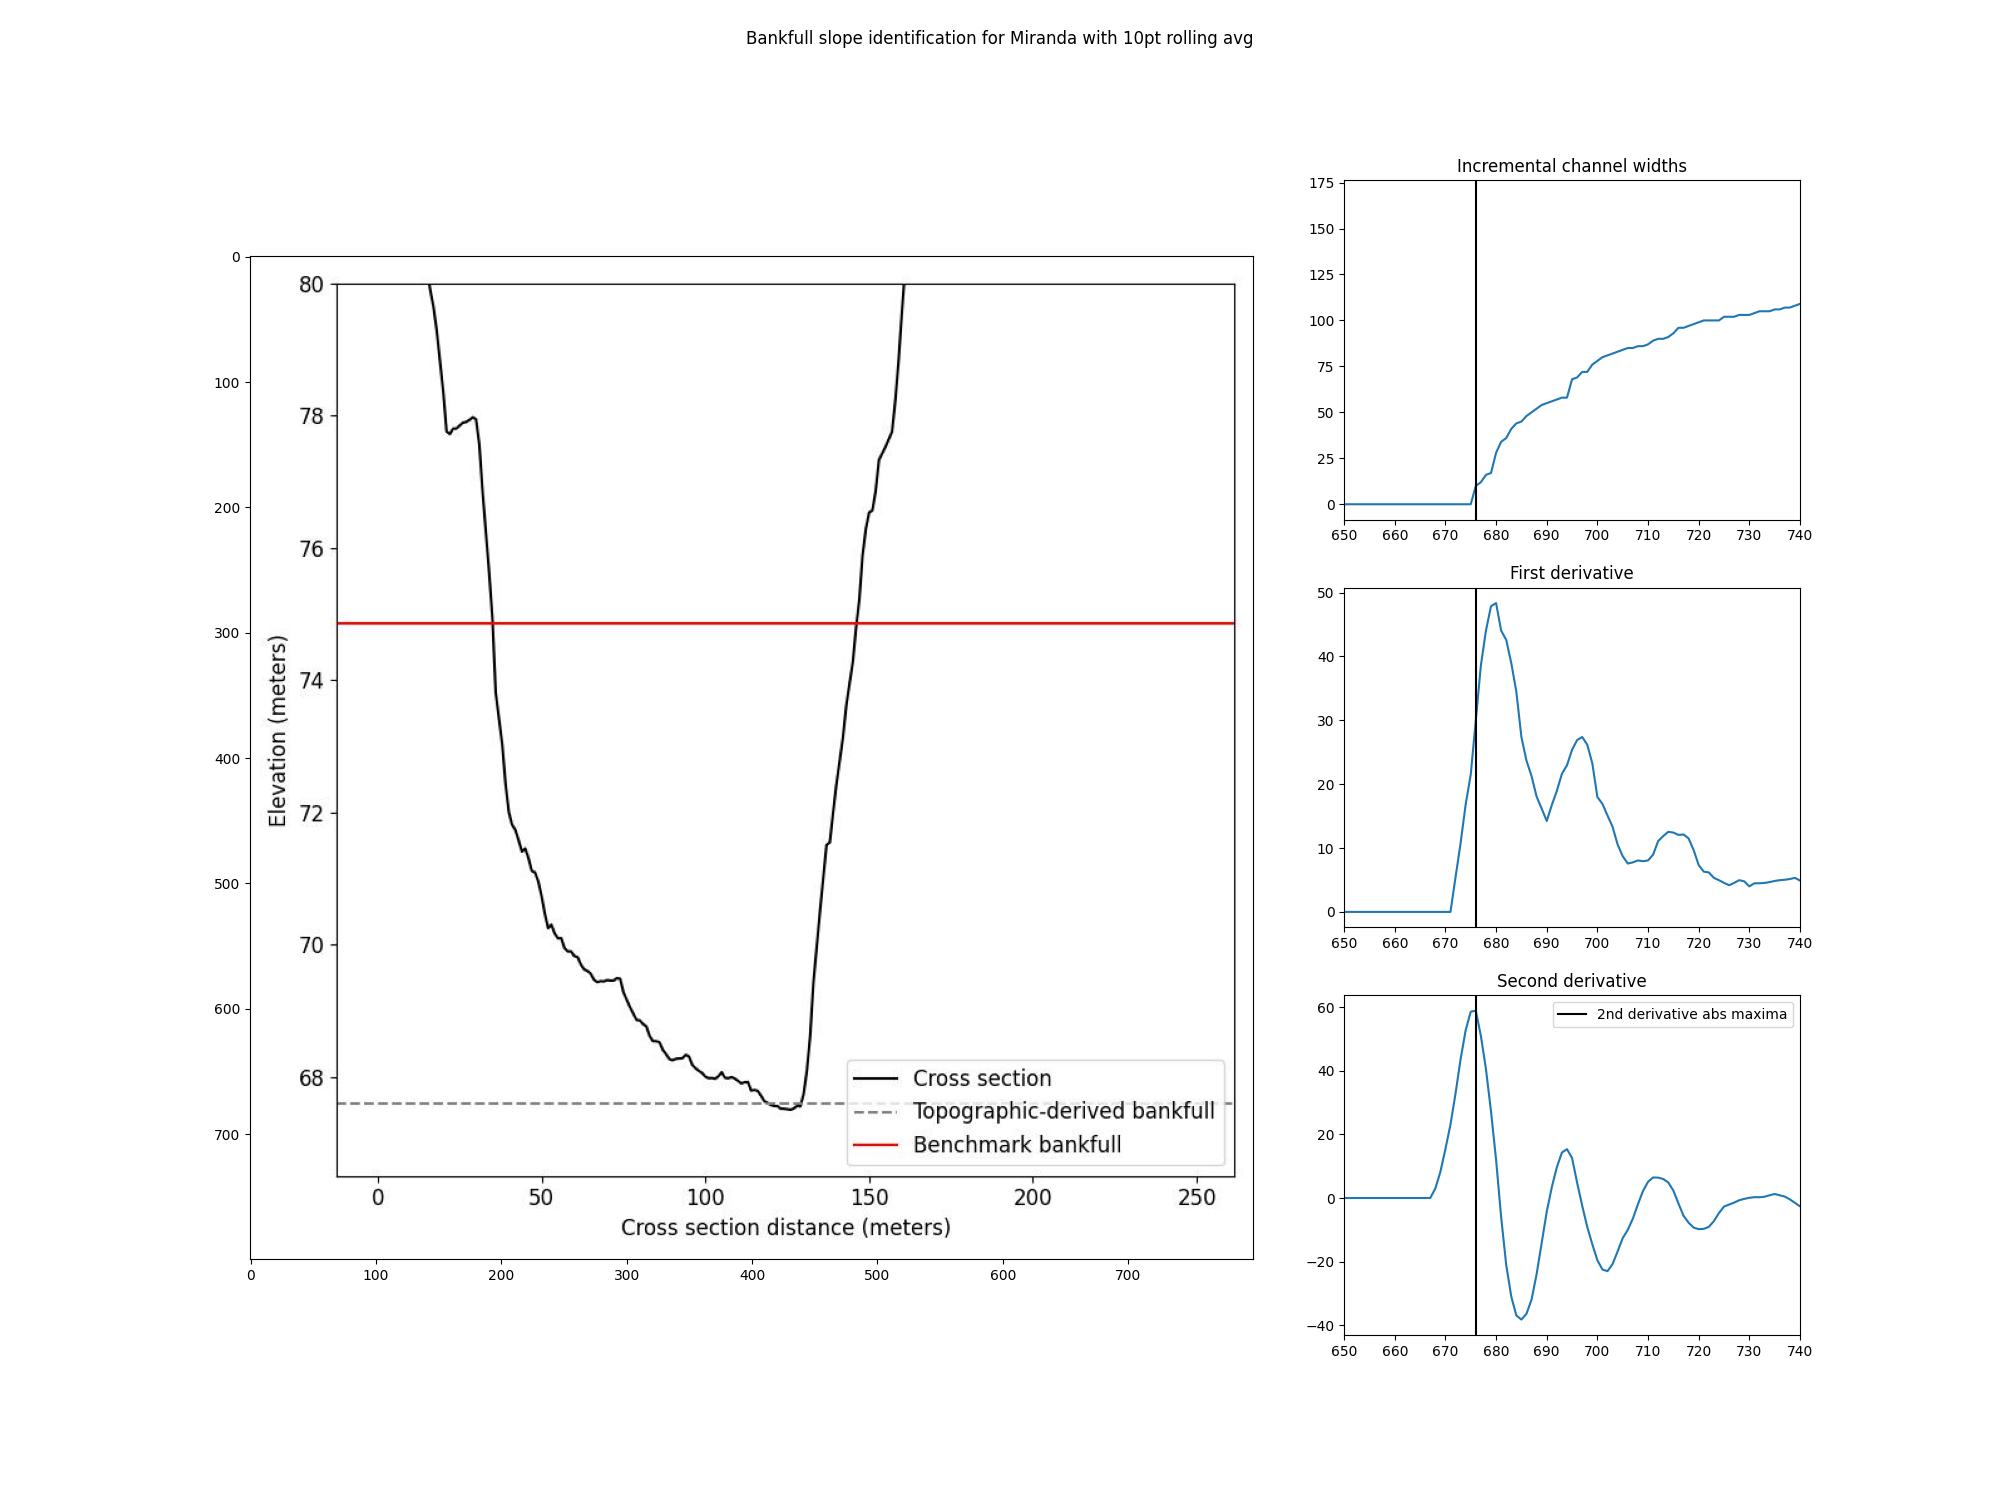 Bankfull slope identification for Miranda with 10pt rolling avg
0
100
200
300
400
500
600
700
80
78
76
74
72
70
68
Elevation (meters)
Cross section
Topographic-derived bankfull
Benchmark bankfull
0 50 100 150 200 250
Cross section distance (meters)
0 100 200 300 400 500 600 700
Incremental channel widths
175
150
125
100
75
50
25
0
650 660 670 680 690 700 710 720 730 740
First derivative
50
40
30
20
10
0
650 660 670 680 690 700 710 720 730 740
Second derivative
2nd derivative abs maxima
60
40
20
0
−20
−40
650 660 670 680 690 700 710 720 730 740